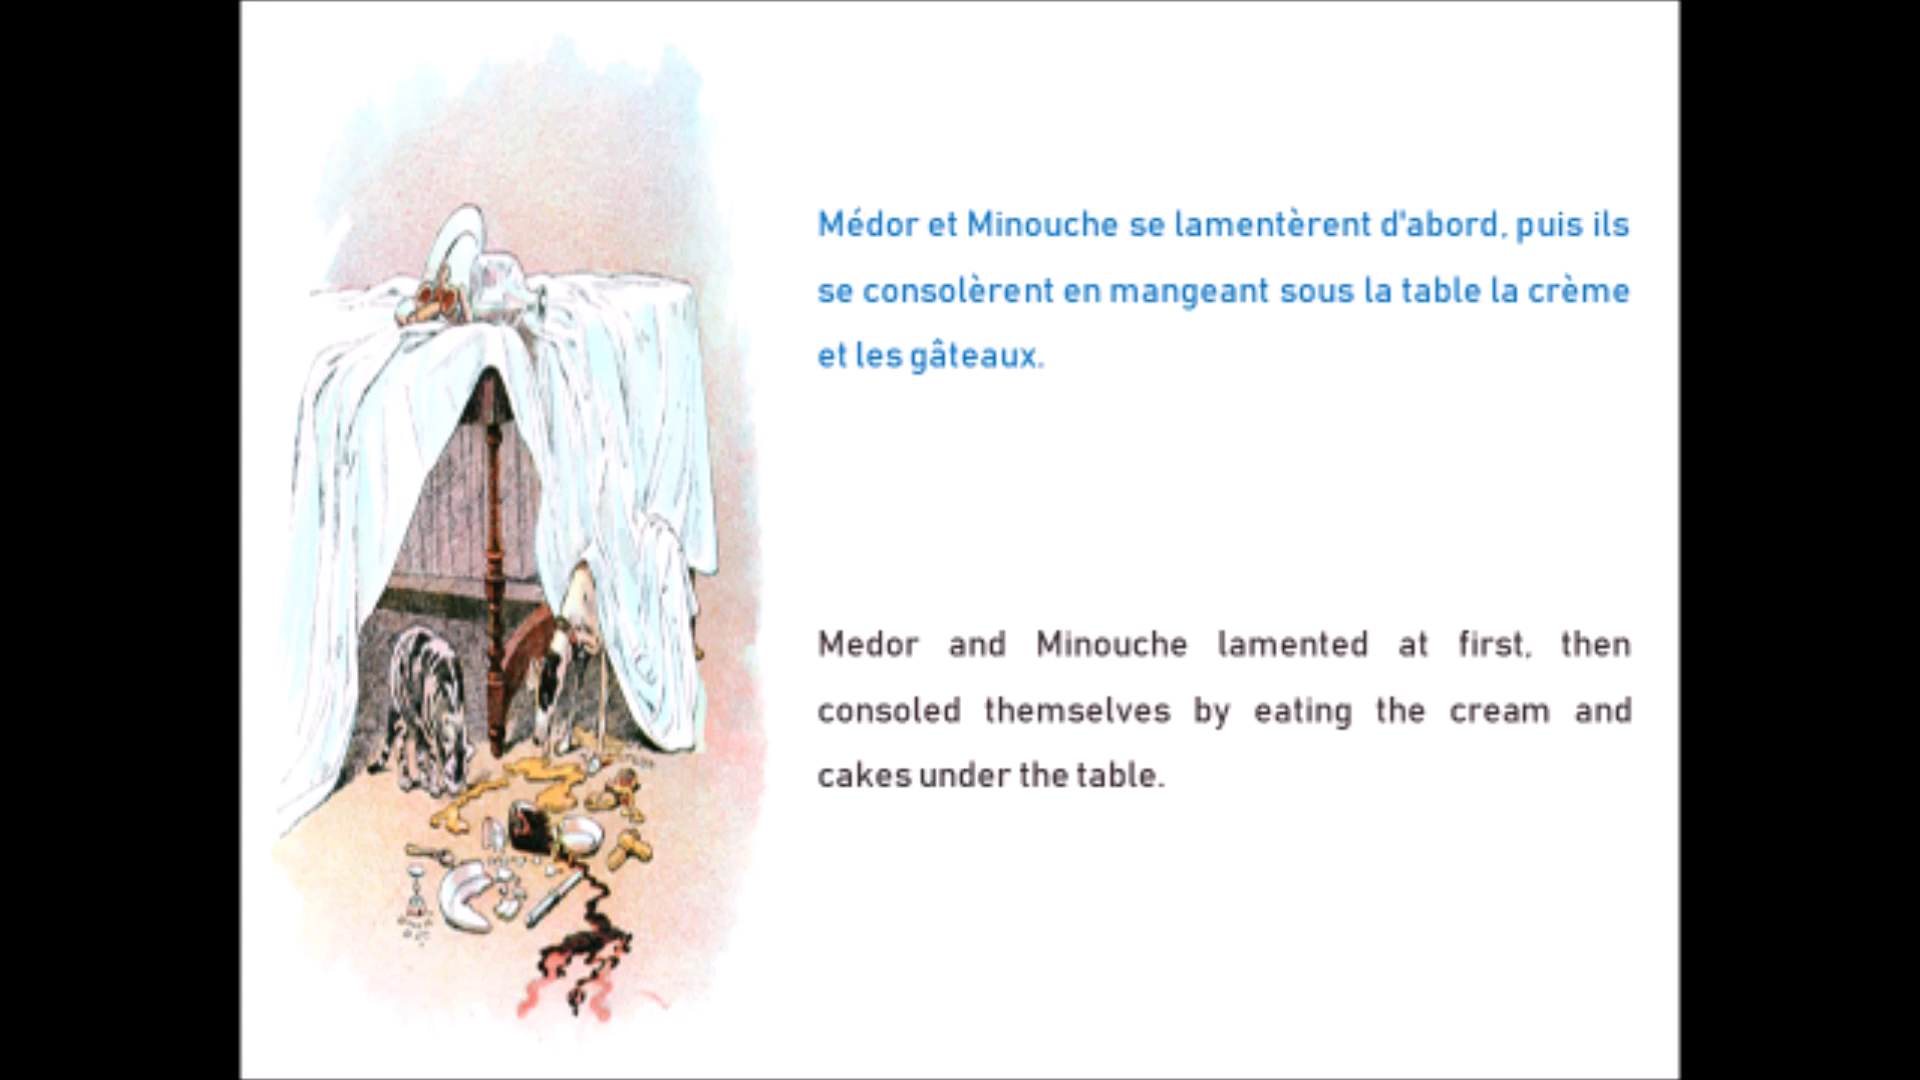 Médor et Minouche se lamentèrent d'abord, puis ils
se consolèrent en mangeant sous la table la crème
et les gâteaux.
Medor and Minouche lamented at first, then
consoled themselves by eating the cream and
cakes under the table.